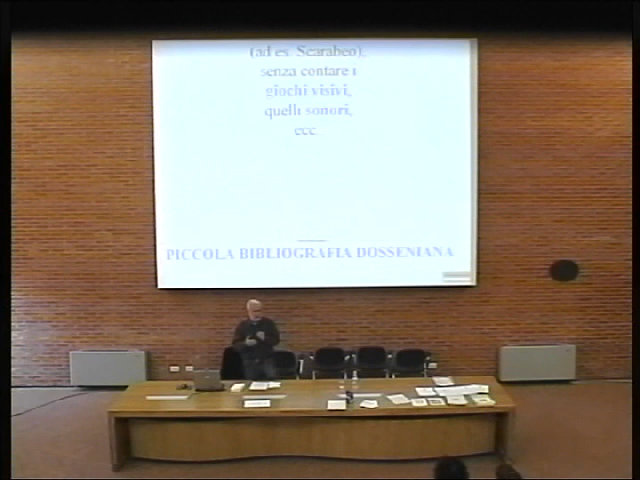 (ad es. Scarabeo),
senza contare i
giochi visivi,
quelli sonori,
ecc.
PICCOLA BIBLIOGRAFIA DOSSENIANA